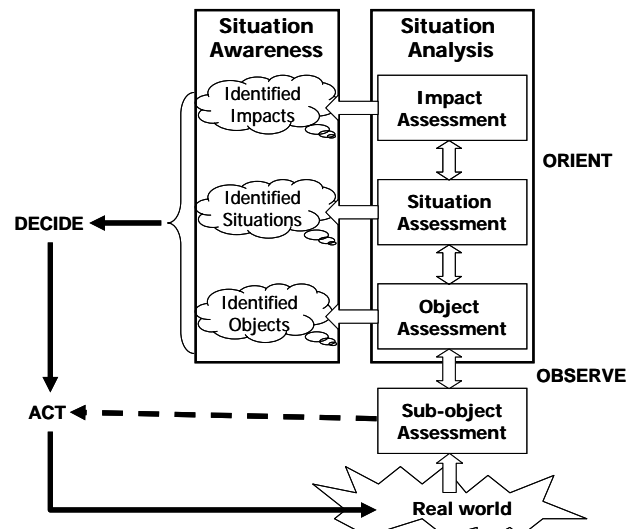 Situation
Awareness
Situation
Analysis
Identified
Impacts
Impact
Assessment
ORIENT
Identified
Situations
Situation
Assessment
DECIDE
Identified
Objects
Object
Assessment
OBSERVE
ACT
Sub-object
Assessment
Real world